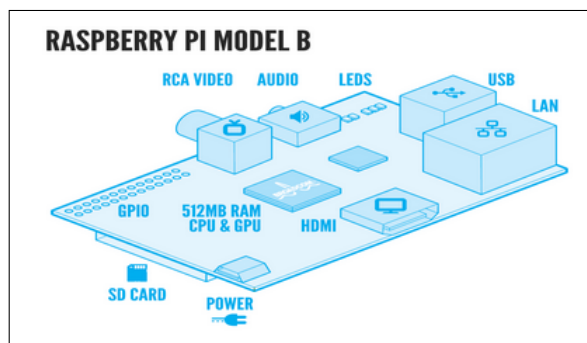 RASPBERRY PI MODEL B
RCA VIDEO
AUDIO
LEDS
USB
LAN
GPIO
512MB RAM
CPU & GPU
HDMI
SD CARD
POWER